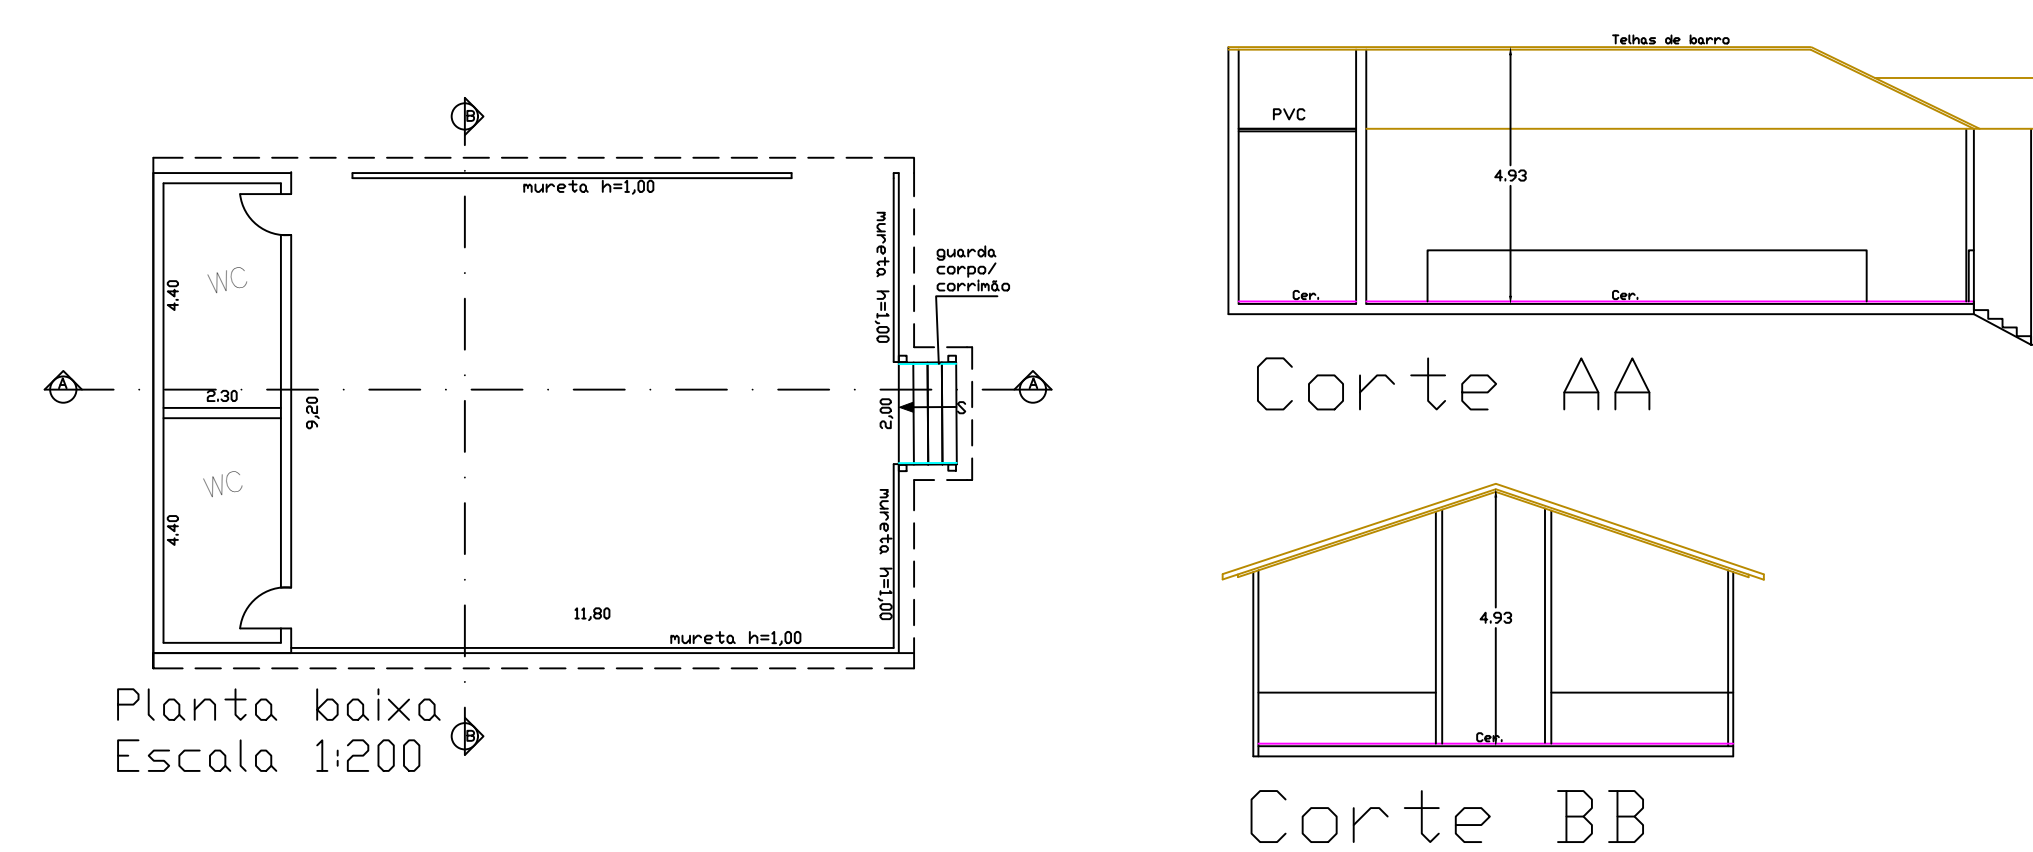 B
mureta h=1,00
mureta h=1,00
guarda
corpo/
corrimão
WC
4.40
A
2.30
9,20
2,00
S
A
WC
4.40
mureta h=1,00
11,80
mureta h=1,00
B
Planta baixa
Escala 1:200
Telhas de barro
PVC
4.93
Cer.
Cer.
Corte AA
4.93
Cer.
Corte BB